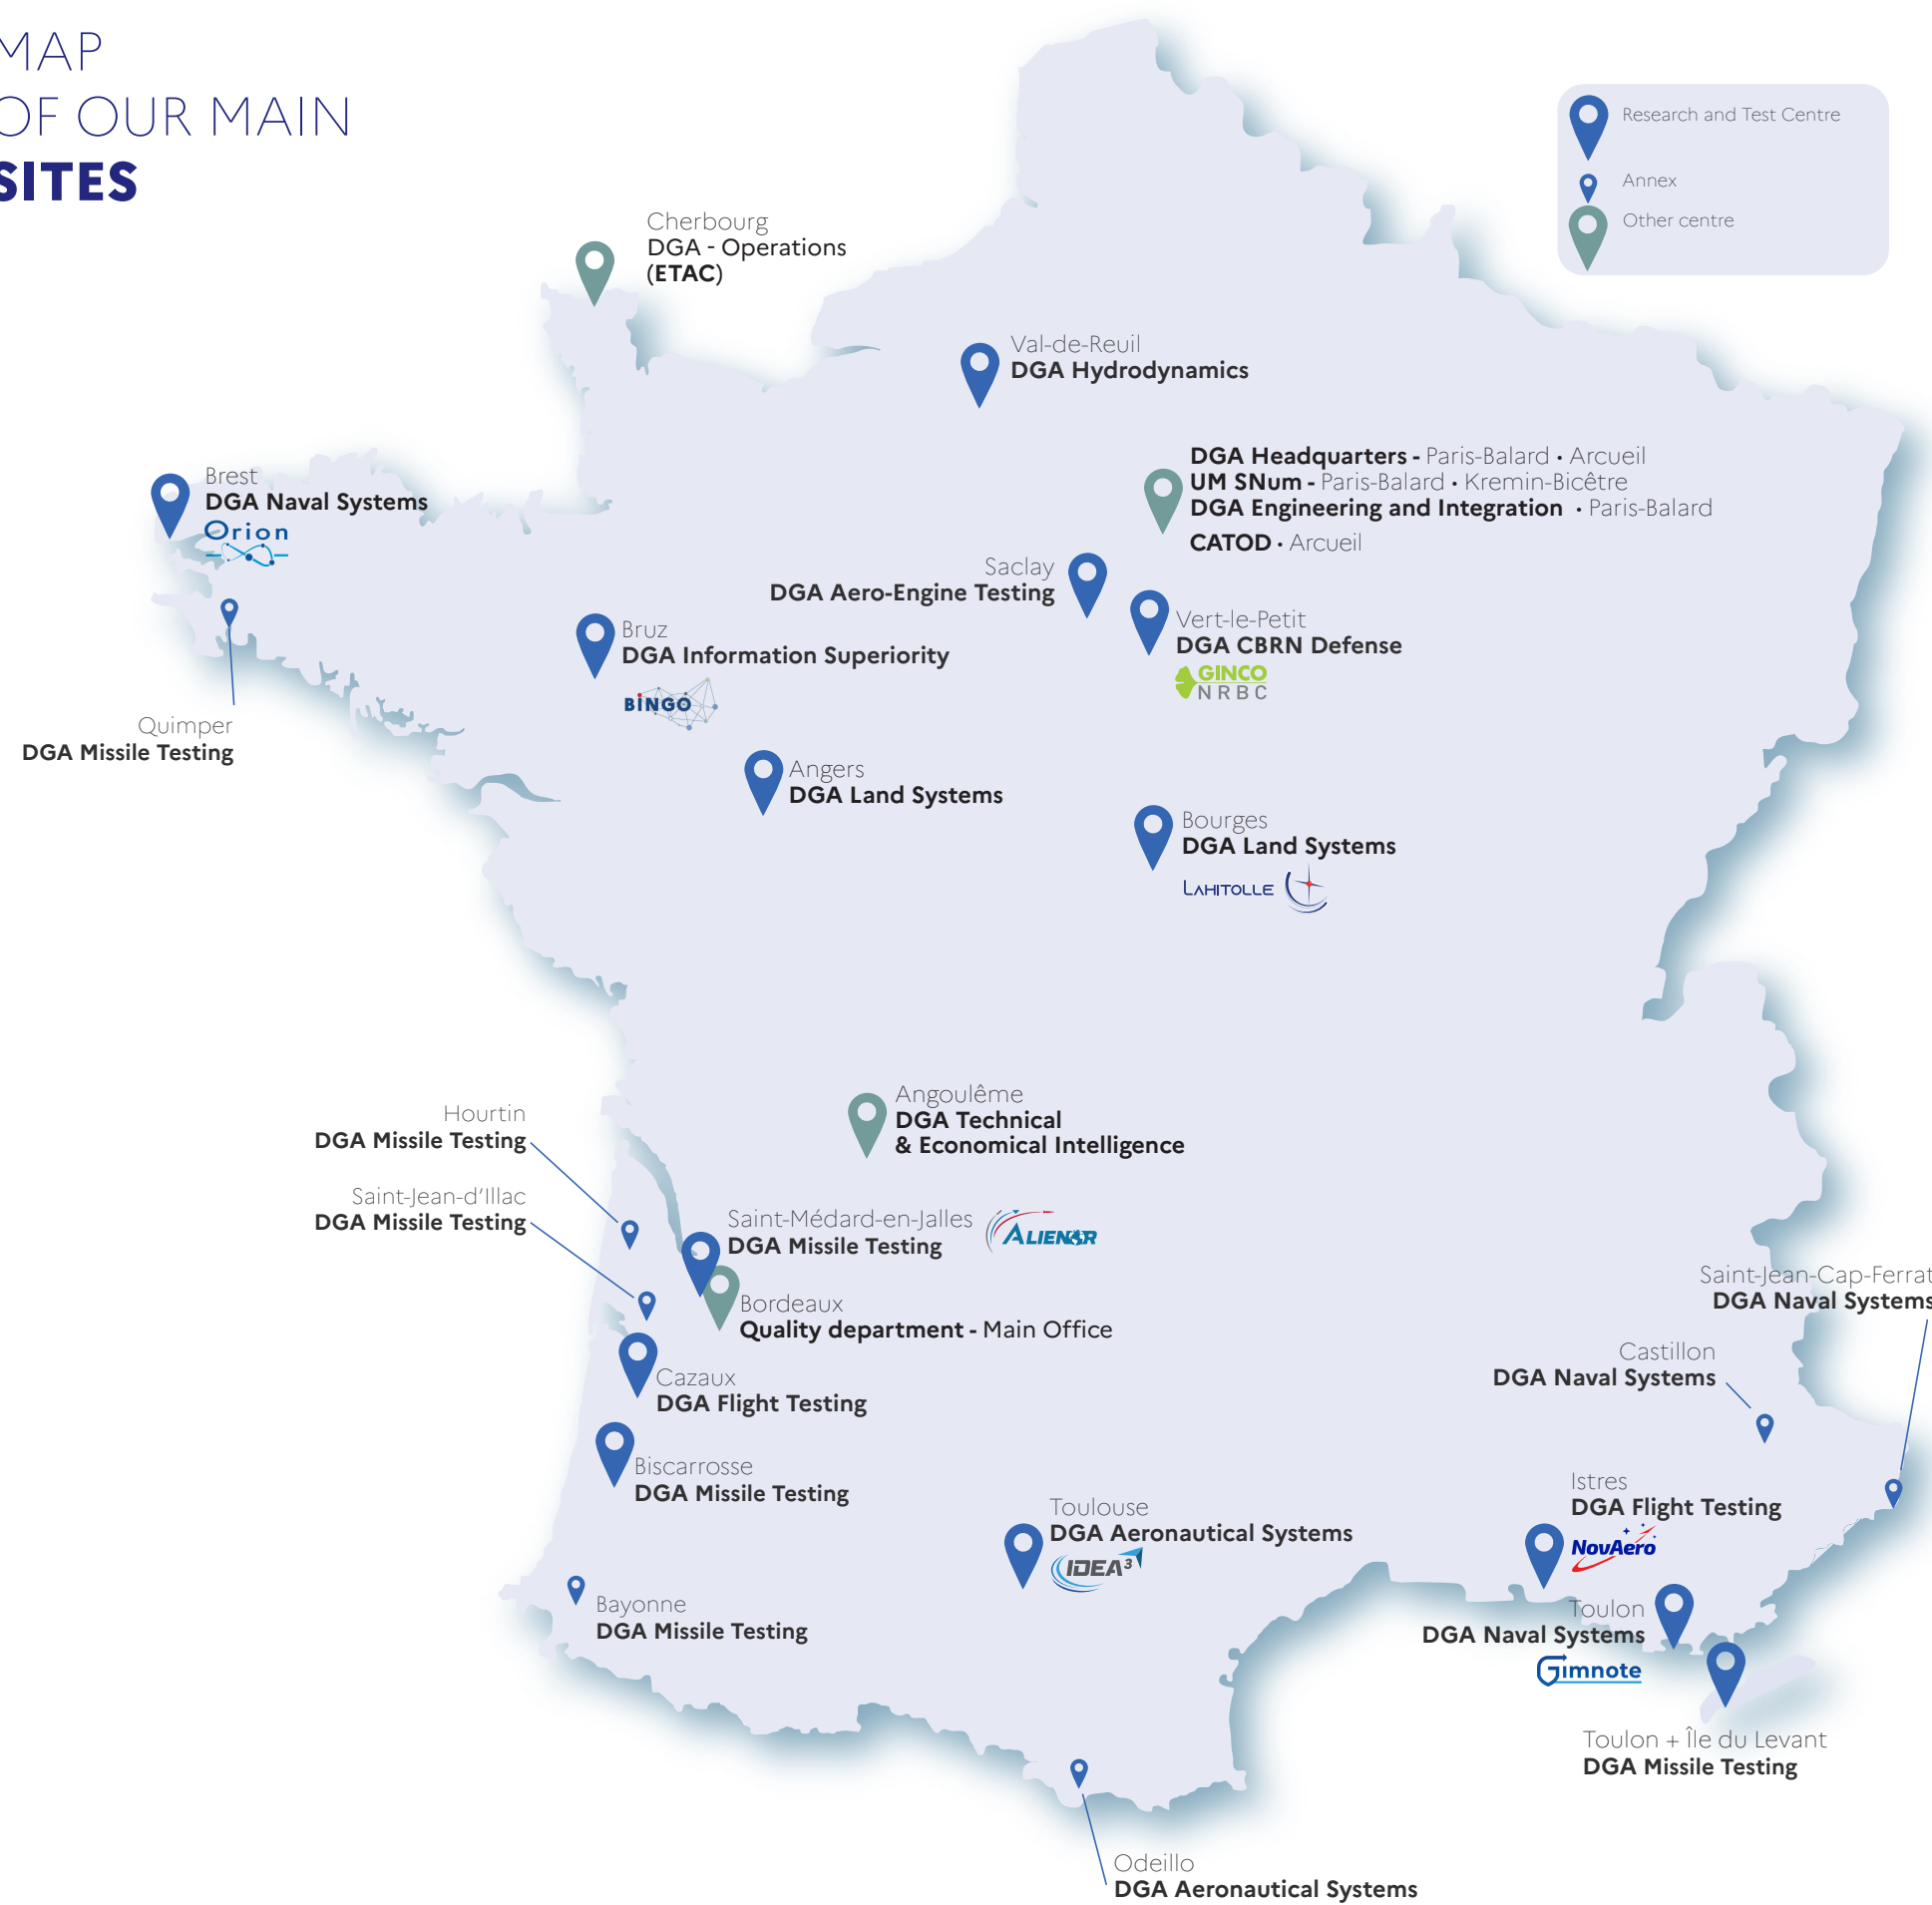 MAP
OF OUR MAIN
SITES
Research and Test Centre
Annex
Other centre
Cherbourg
DGA - Operations
(ETAC)
Val-de-Reuil
DGA Hydrodynamics
DGA Headquarters - Paris-Balard • Arcueil
UM SNum - Paris-Balard • Kremin-Bicêtre
DGA Engineering and Integration • Paris-Balard
CATOD • Arcueil
Brest
DGA Naval Systems
Orion
Saclay
DGA Aero-Engine Testing
Vert-le-Petit
DGA CBRN Defense
GINCO
NRBC
Bruz
DGA Information Superiority
BINGO
Quimper
DGA Missile Testing
Angers
DGA Land Systems
Bourges
DGA Land Systems
LAHITOLLE
Angoulême
DGA Technical
& Economical Intelligence
Hourtin
DGA Missile Testing
Saint-Jean-d'Illac
DGA Missile Testing
Saint-Médard-en-Jalles
DGA Missile Testing
ALIENOR
Bordeaux
Quality department - Main Office
Cazaux
DGA Flight Testing
Biscarrosse
DGA Missile Testing
Saint-Jean-Cap-Ferrat
DGA Naval Systems
Castillon
DGA Naval Systems
Istres
DGA Flight Testing
NovAero
Toulouse
DGA Aeronautical Systems
IDEA³
Bayonne
DGA Missile Testing
Toulon
DGA Naval Systems
Gimnote
Toulon + Île du Levant
DGA Missile Testing
Odeillo
DGA Aeronautical Systems